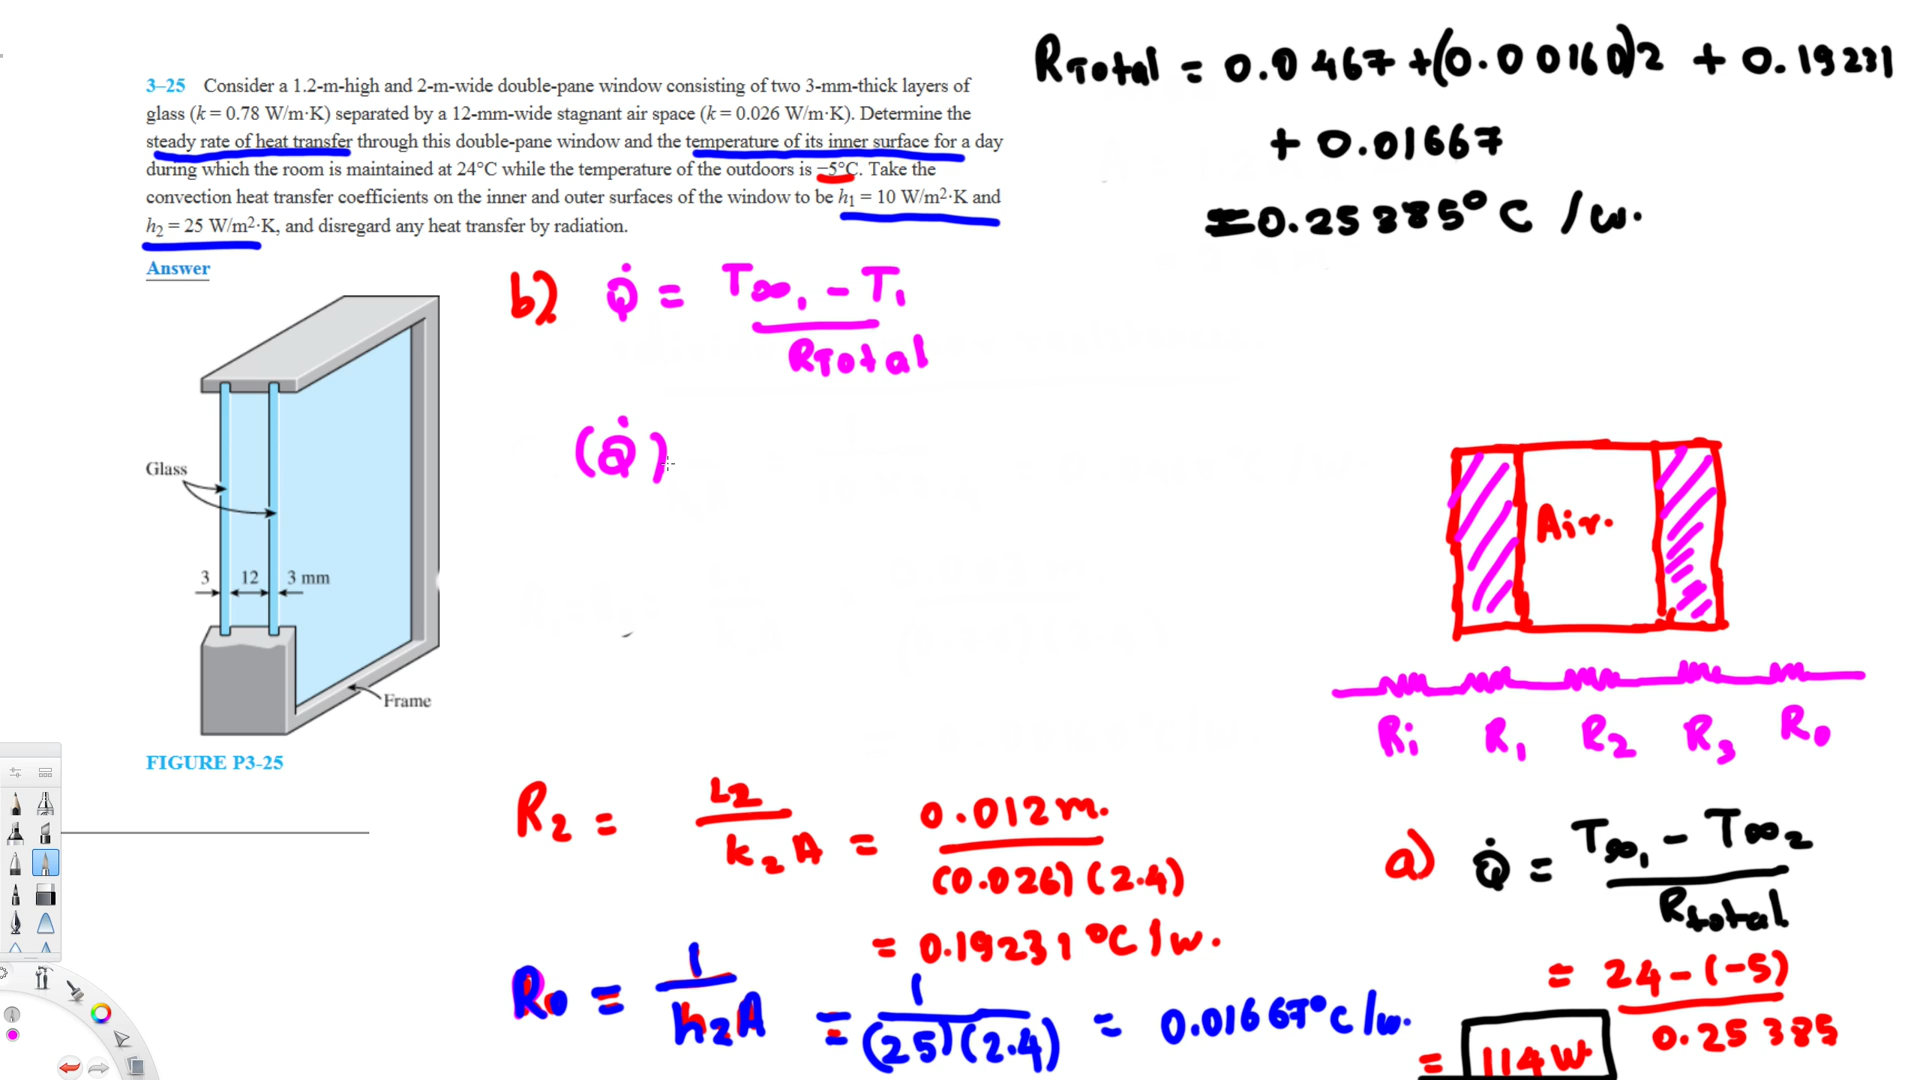 3–25 Consider a 1.2-m-high and 2-m-wide double-pane window consisting of two 3-mm-thick layers of
glass (k = 0.78 W/m·K) separated by a 12-mm-wide stagnant air space (k = 0.026 W/m·K). Determine the
steady rate of heat transfer through this double-pane window and the temperature of its inner surface for a day
during which the room is maintained at 24°C while the temperature of the outdoors is −5°C. Take the
convection heat transfer coefficients on the inner and outer surfaces of the window to be h₁ = 10 W/m²·K and
h₂ = 25 W/m²·K, and disregard any heat transfer by radiation.
Answer
RTotal = 0.0467 + (0.00160)2 + 0.19231
+ 0.01667
= 0.25385°C /w.
b) Q̇ = T∞₁ - T₁
RTotal
(Q̇)
Glass
3 12 3 mm
Frame
FIGURE P3-25
Air.
Ri R₁ R₂ R₃ R₀
R₂ = L₂ / k₂A = 0.012m. / (0.026)(2.4)
= 0.19231°C/w.
R₀ = 1 / h₂A = 1 / (25)(2.4) = 0.01667°C/w.
a) Q̇ = T∞₁ - T∞₂
Rtotal
= 24-(-5)
0.25385
= 114W